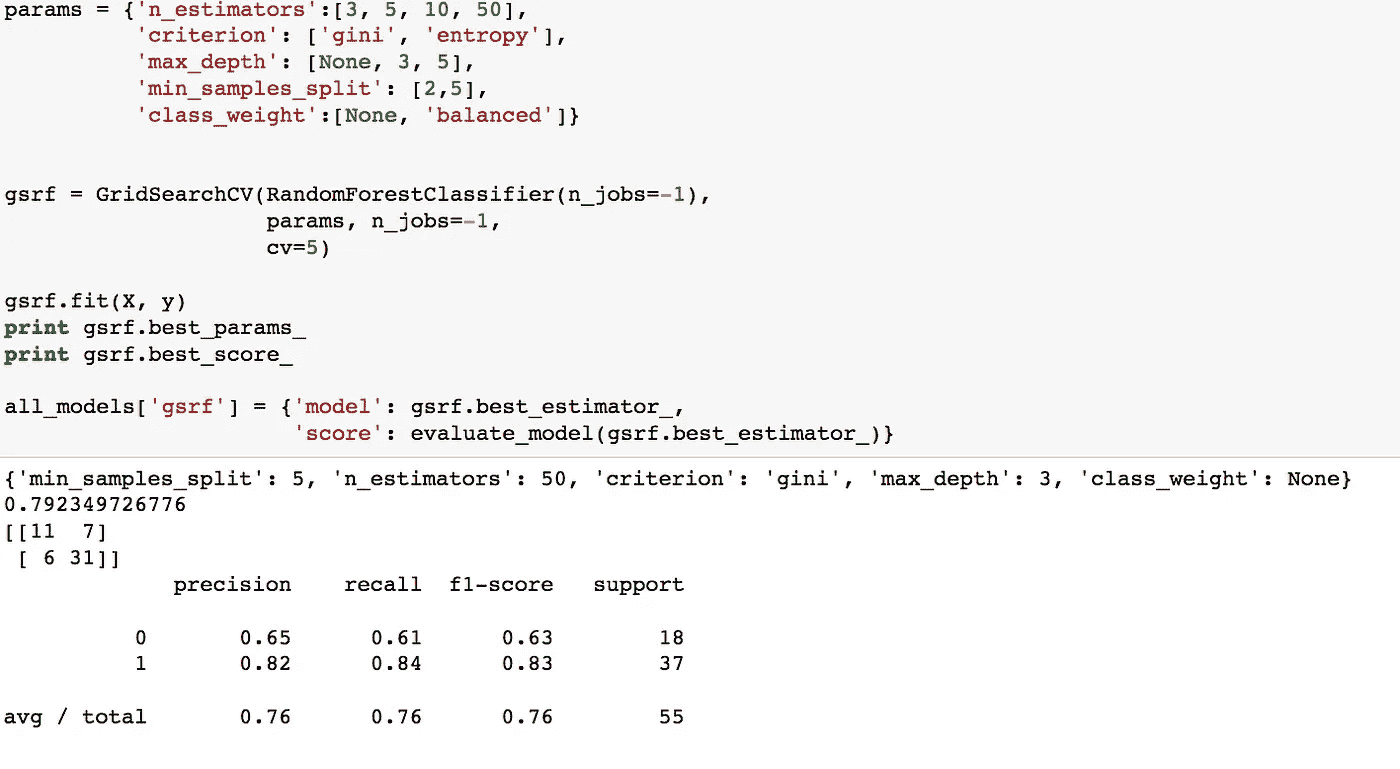 params = {'n_estimators':[3, 5, 10, 50],
          'criterion': ['gini', 'entropy'],
          'max_depth': [None, 3, 5],
          'min_samples_split': [2,5],
          'class_weight':[None, 'balanced']}
gsrf = GridSearchCV(RandomForestClassifier(n_jobs=-1),
                    params, n_jobs=-1,
                    cv=5)
gsrf.fit(X, y)
print gsrf.best_params_
print gsrf.best_score_
all_models['gsrf'] = {'model': gsrf.best_estimator_,
                      'score': evaluate_model(gsrf.best_estimator_)}
{'min_samples_split': 5, 'n_estimators': 50, 'criterion': 'gini', 'max_depth': 3, 'class_weight': None}
0.792349726776
[[11  7]
 [ 6 31]]
             precision    recall  f1-score   support
          0       0.65      0.61      0.63        18
          1       0.82      0.84      0.83        37
avg / total       0.76      0.76      0.76        55